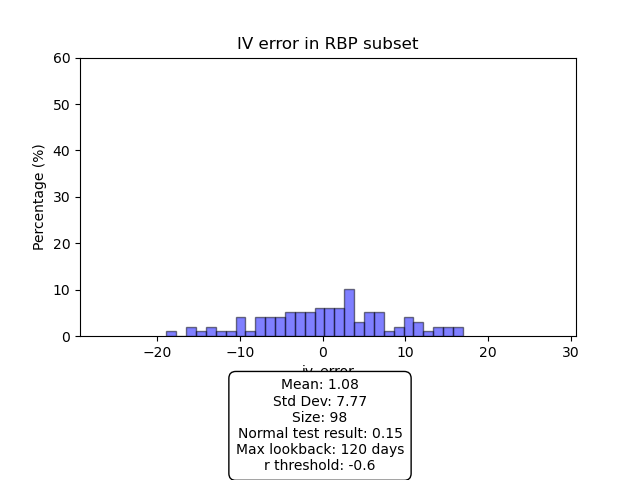 IV error in RBP subset
60
50
40
30
20
10
0
Percentage (%)
−20 −10 0 10 20 30
iv_error
Mean: 1.08
Std Dev: 7.77
Size: 98
Normal test result: 0.15
Max lookback: 120 days
r threshold: -0.6